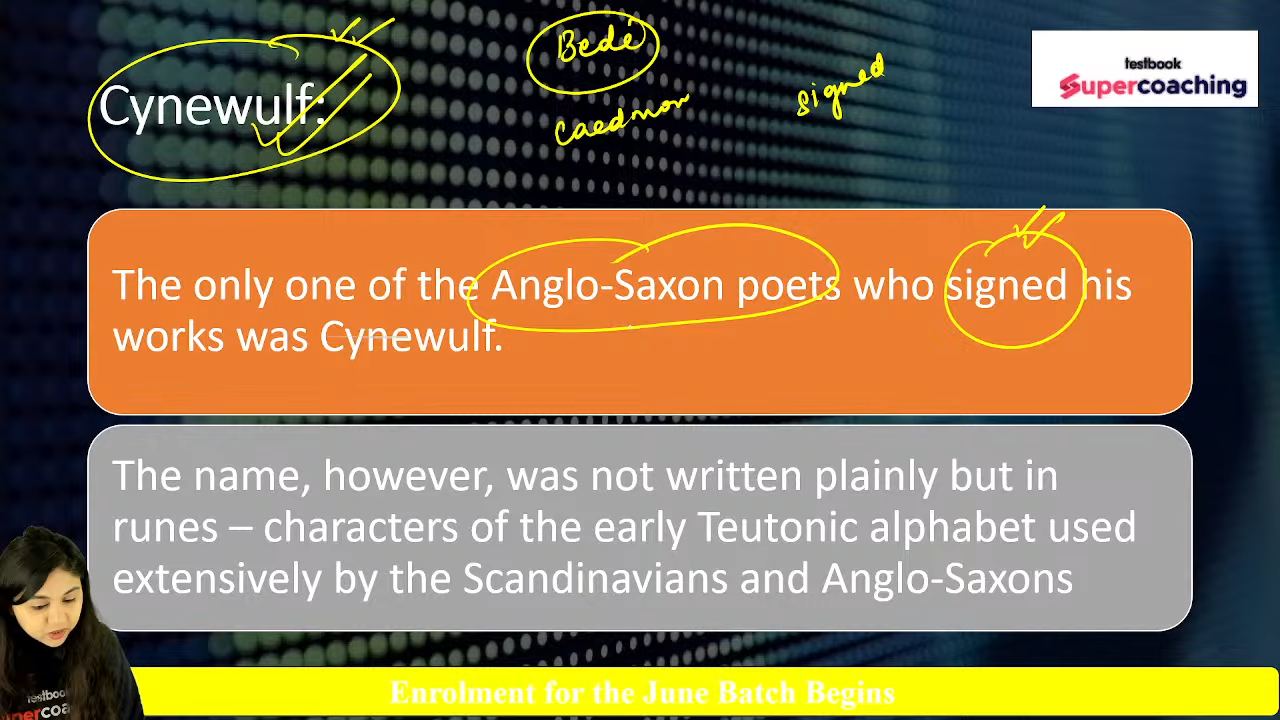 Cynewulf:
Bede
Caedmon
signed
testbook
Supercoaching
The only one of the Anglo-Saxon poets who signed his
works was Cynewulf.
The name, however, was not written plainly but in
runes – characters of the early Teutonic alphabet used
extensively by the Scandinavians and Anglo-Saxons
testbook
Enrolment for the June Batch Begins